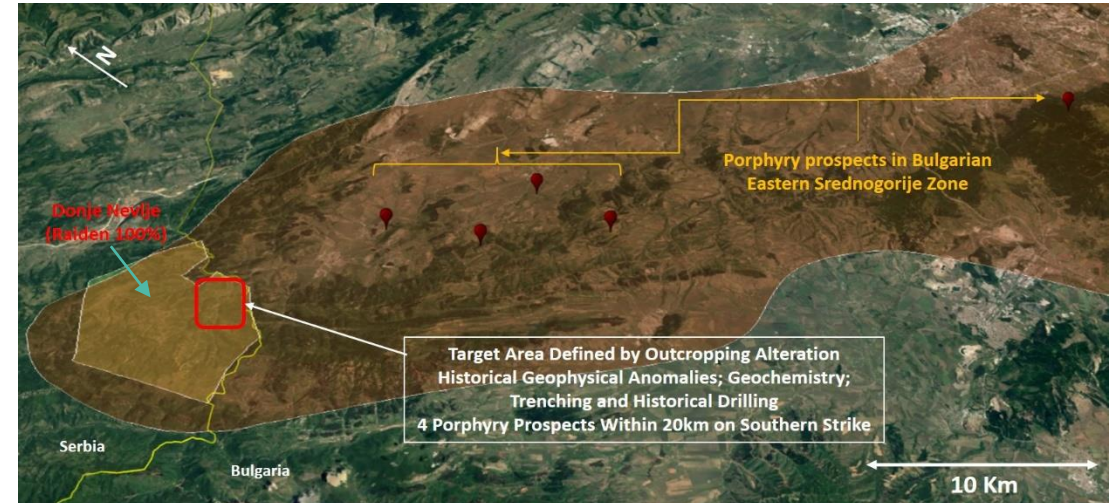 N
Porphyry prospects in Bulgarian
Eastern Srednogorije Zone
Donje Nevlje
(Raiden 100%)
Target Area Defined by Outcropping Alteration
Historical Geophysical Anomalies; Geochemistry;
Trenching and Historical Drilling
4 Porphyry Prospects Within 20km on Southern Strike
Serbia
Bulgaria
10 Km